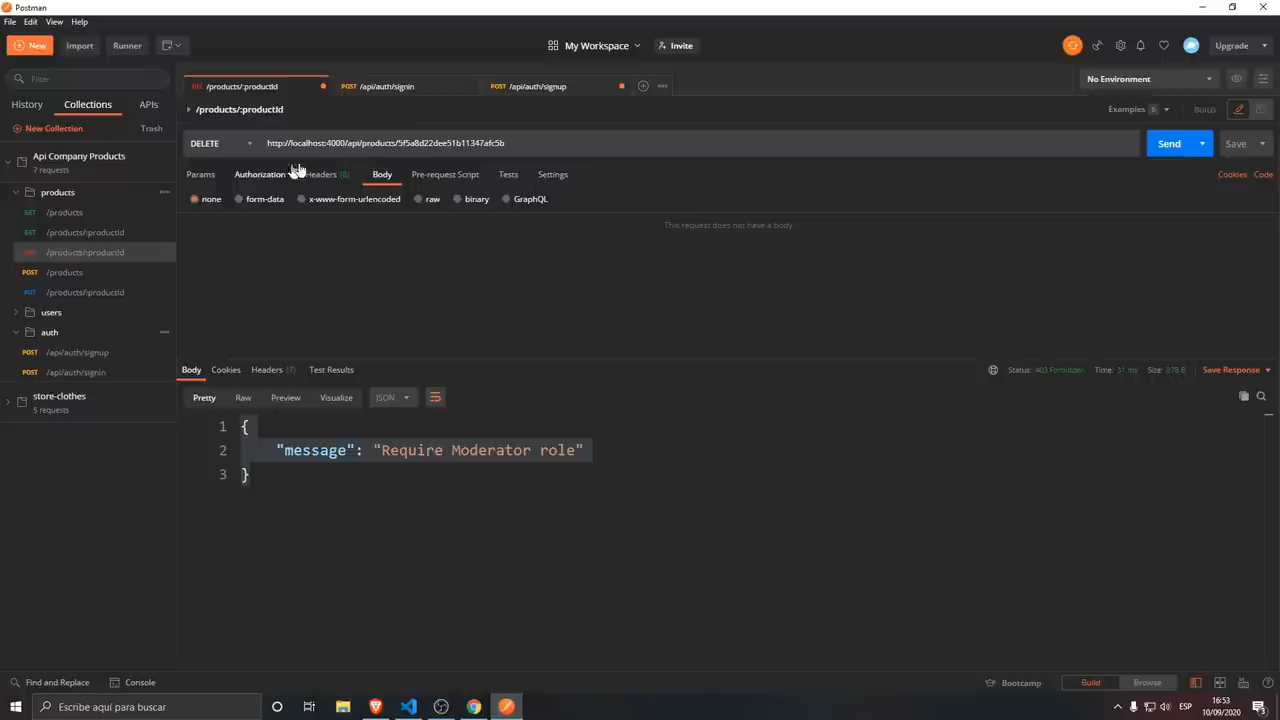 Postman
File Edit View Help
New Import Runner My Workspace Invite Upgrade
Filter
History Collections APIs
New Collection Trash
Api Company Products
7 requests
products
GET /products
GET /products/:productId
/products/:productId
POST /products
PUT /products/:productId
users
auth
POST /api/auth/signup
POST /api/auth/signin
store-clothes
5 requests
/products/:productId POST /api/auth/signin POST /api/auth/signup No Environment
/products/:productId Examples 0 BUILD
DELETE http://localhost:4000/api/products/5f5a8d22dee51b11347afc5b Send Save
Params Authorization Headers (8) Body Pre-request Script Tests Settings Cookies Code
none form-data x-www-form-urlencoded raw binary GraphQL
This request does not have a body
Body Cookies Headers (7) Test Results Status: 403 Forbidden Time: 31 ms Size: 378 B Save Response
Pretty Raw Preview Visualize JSON
1 {
2 "message": "Require Moderator role"
3 }
Find and Replace Console Bootcamp Build Browse
Escribe aquí para buscar ESP 16:53
10/09/2020